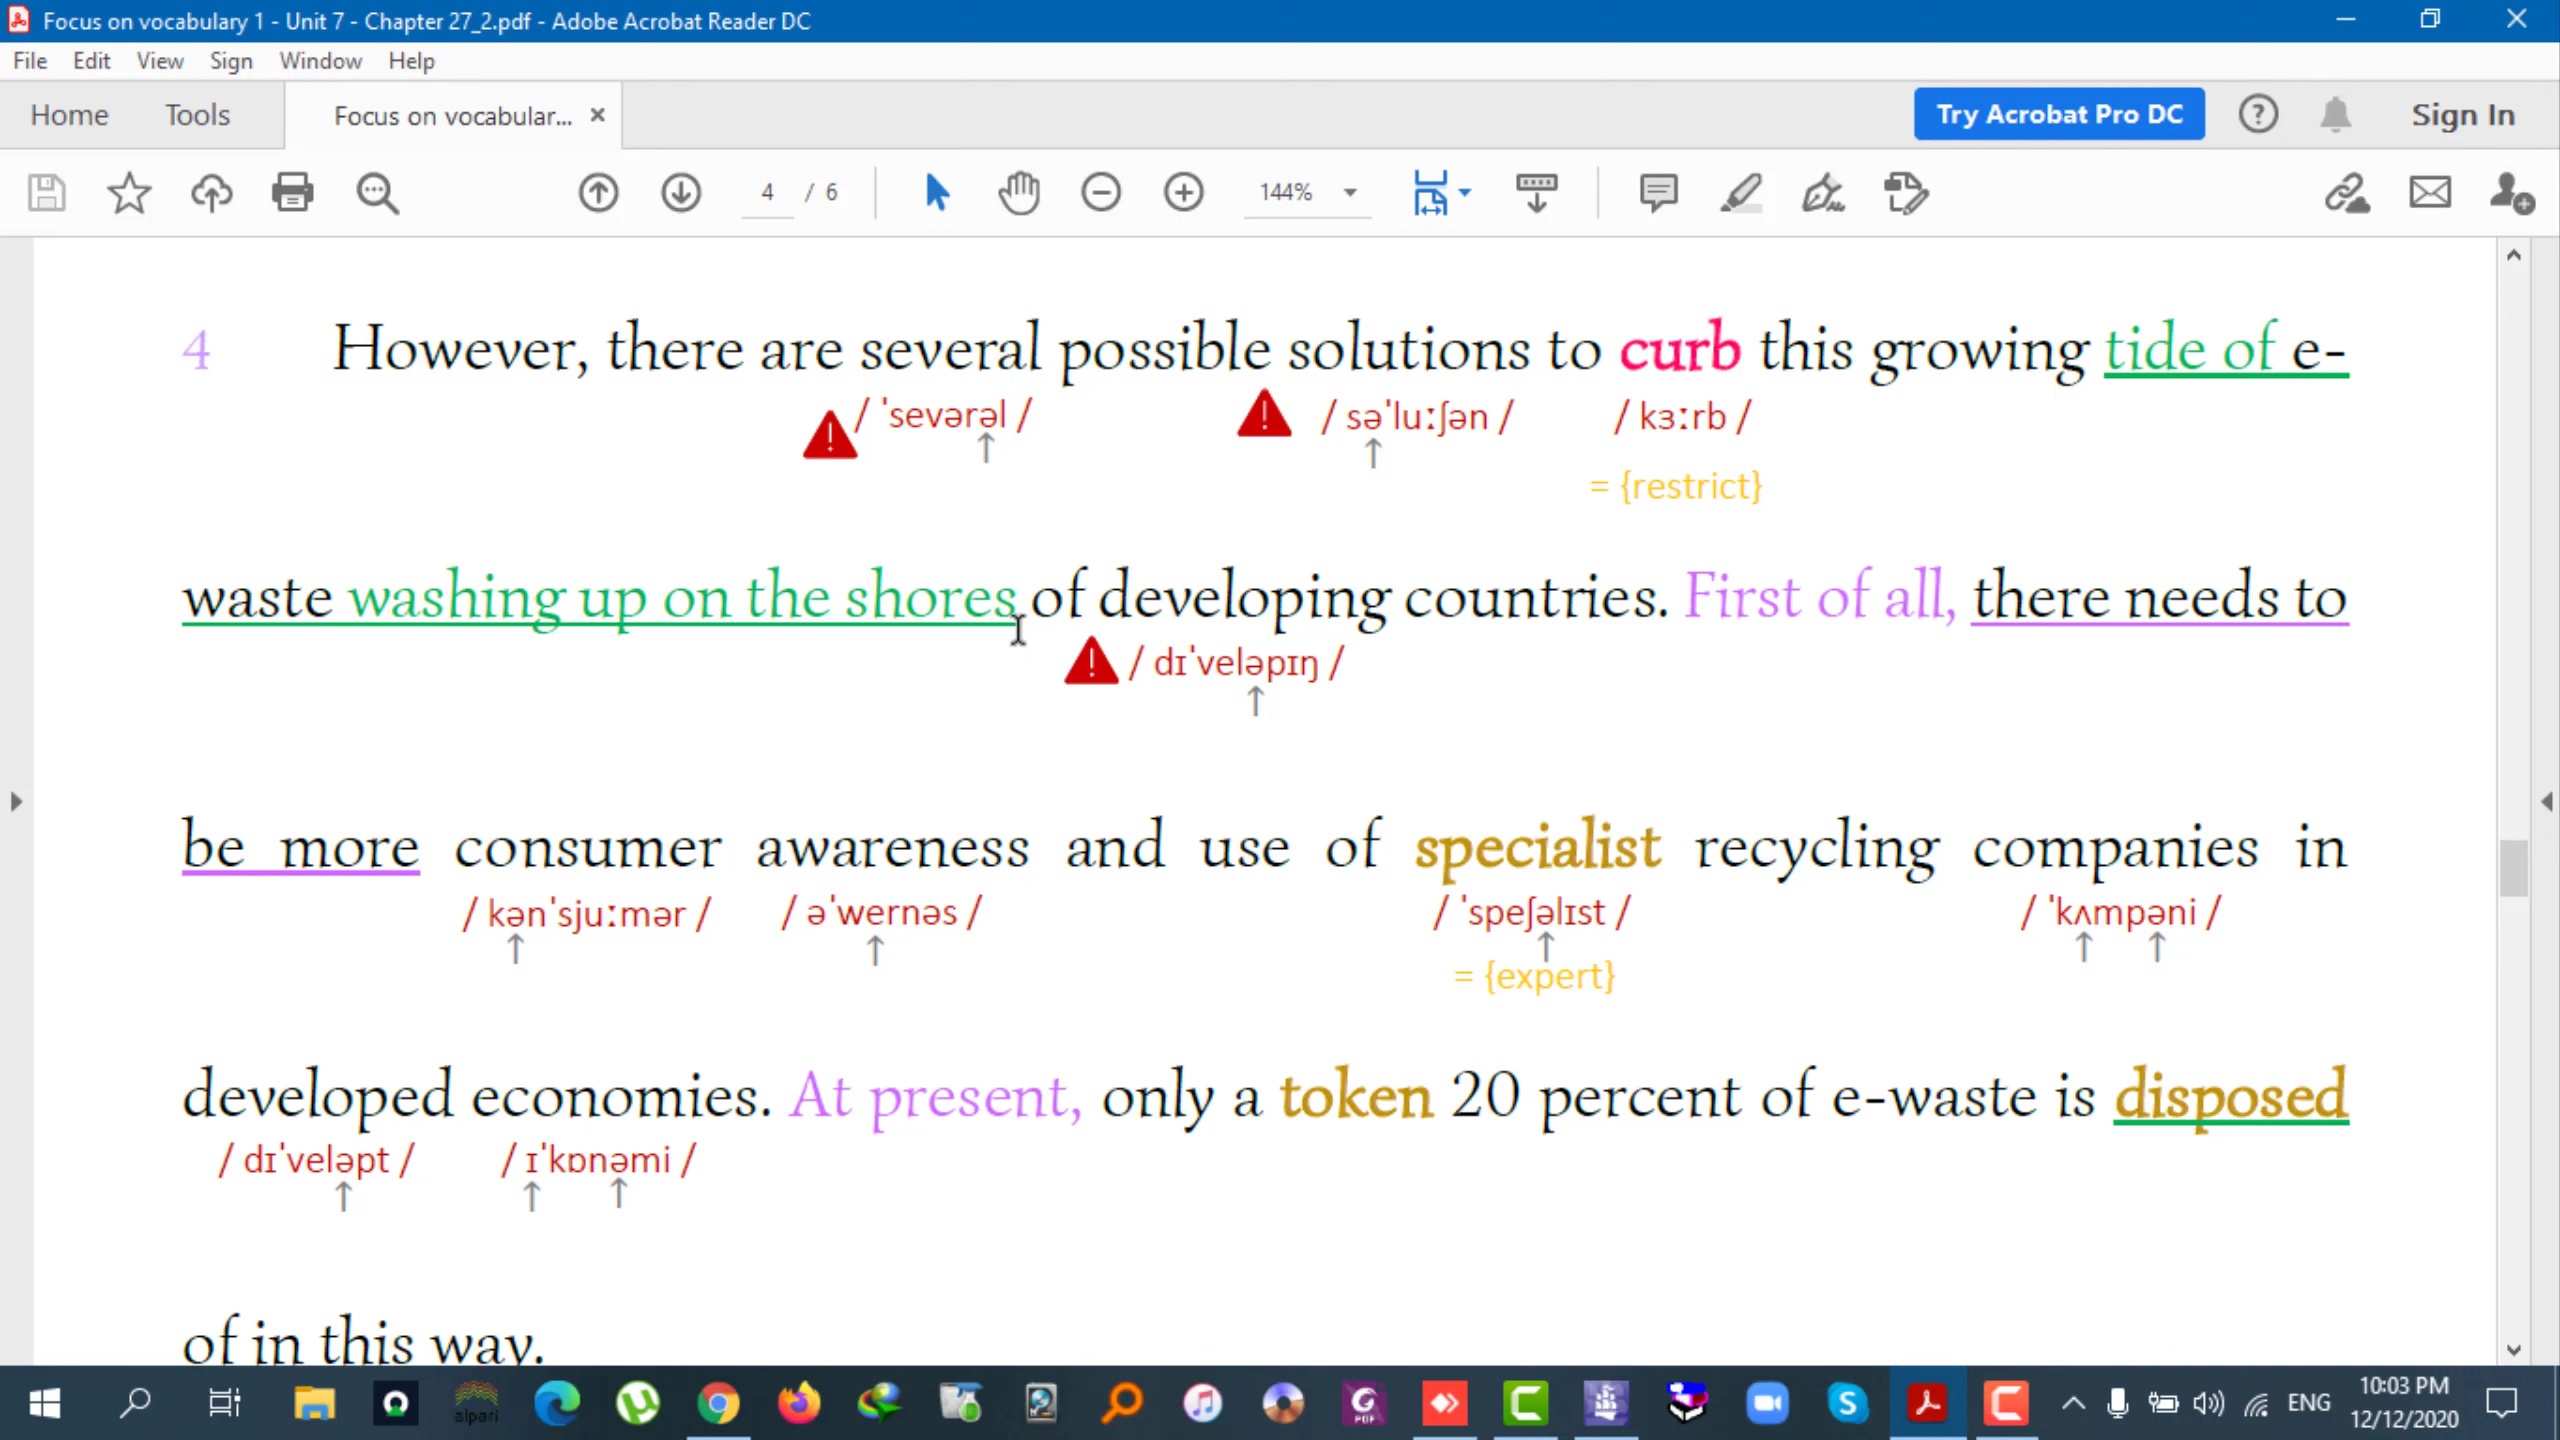 Focus on vocabulary 1 - Unit 7 - Chapter 27_2.pdf - Adobe Acrobat Reader DC
File Edit View Sign Window Help
Home Tools Focus on vocabular... × Try Acrobat Pro DC Sign In
4 / 6 144%
4 However, there are several possible solutions to curb this growing tide of e-
/ ˈsevərəl / / səˈluːʃən / / kɜːrb /
= {restrict}
waste washing up on the shores of developing countries. First of all, there needs to
/ dɪˈveləpɪŋ /
be more consumer awareness and use of specialist recycling companies in
/ kənˈsjuːmər / / əˈwernəs / / ˈspeʃəlɪst / / ˈkʌmpəni /
= {expert}
developed economies. At present, only a token 20 percent of e-waste is disposed
/ dɪˈveləpt / / ɪˈkɒnəmi /
of in this way.
alpari
ENG 10:03 PM
12/12/2020